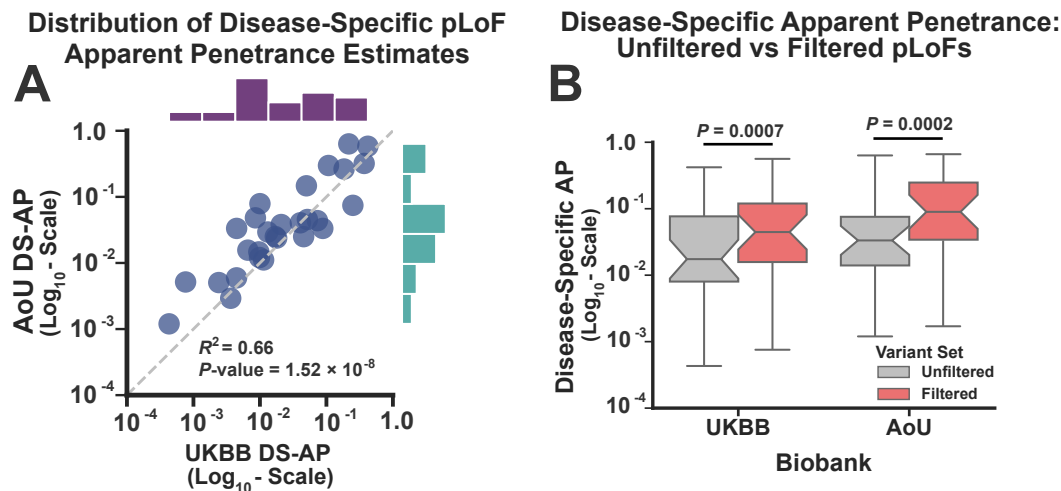 Distribution of Disease-Specific pLoF
Apparent Penetrance Estimates
A
AoU DS-AP
(Log10- Scale)
1.0
10-1
10-2
10-3
10-4
R2 = 0.66
P-value = 1.52 × 10-8
10-4 10-3 10-2 10-1 1.0
UKBB DS-AP
(Log10- Scale)
Disease-Specific Apparent Penetrance:
Unfiltered vs Filtered pLoFs
B
Disease-Specific AP
(Log10- Scale)
1.0
10-1
10-2
10-3
10-4
P = 0.0007
P = 0.0002
Variant Set
Unfiltered
Filtered
UKBB AoU
Biobank